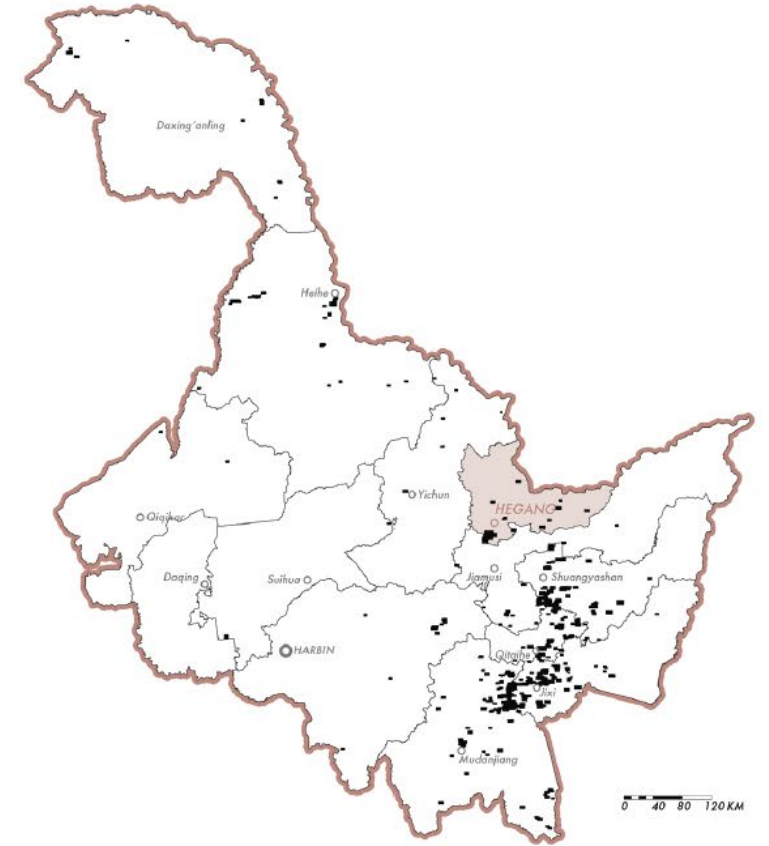 Daxing'anling
Heihe
Yichun
HEGANG
Qiqihar
Daqing
Suihua
Jiamusi
Shuangyashan
HARBIN
Qitaihe
Jixi
Mudanjiang
0 40 80 120 KM